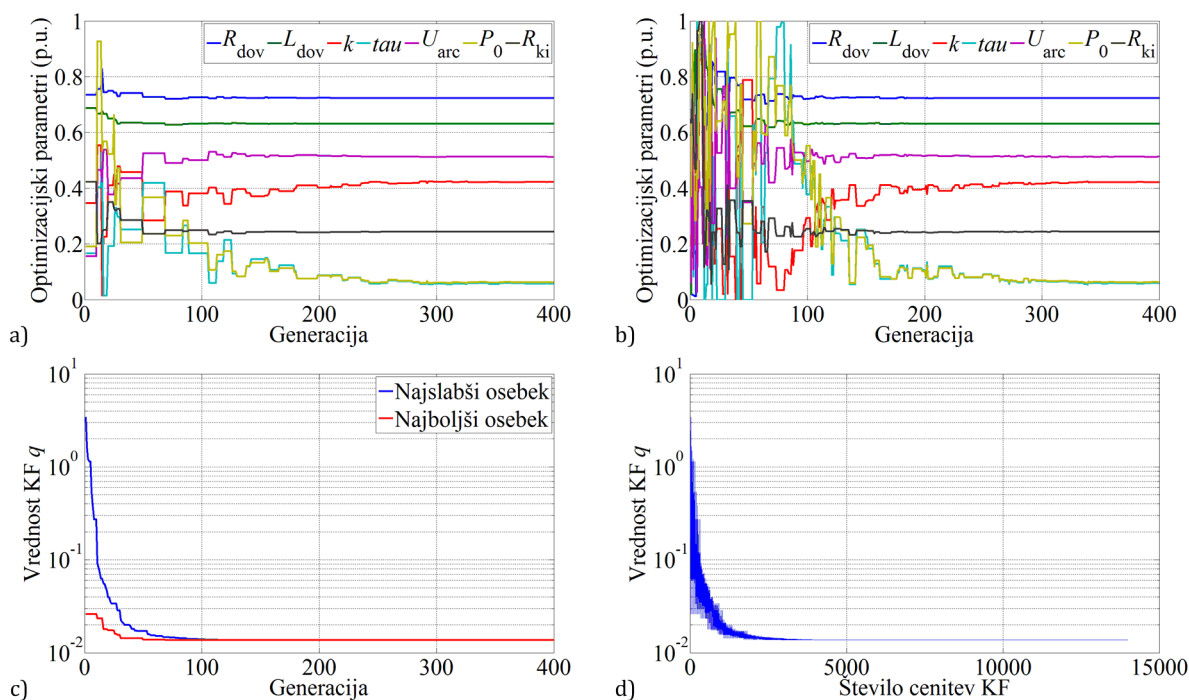 Optimizacijski parametri (p.u.)
1
0.8
0.6
0.4
0.2
0
R_dov L_dov k tau U_arc P_0 R_ki
0 100 200 300 400
Generacija
a)
Optimizacijski parametri (p.u.)
1
0.8
0.6
0.4
0.2
0
R_dov L_dov k tau U_arc P_0 R_ki
0 100 200 300 400
Generacija
b)
Vrednost KF q
10^1
10^0
10^-1
10^-2
Najslabši osebek
Najboljši osebek
0 100 200 300 400
Generacija
c)
Vrednost KF q
10^1
10^0
10^-1
10^-2
0 5000 10000 15000
Število cenitev KF
d)